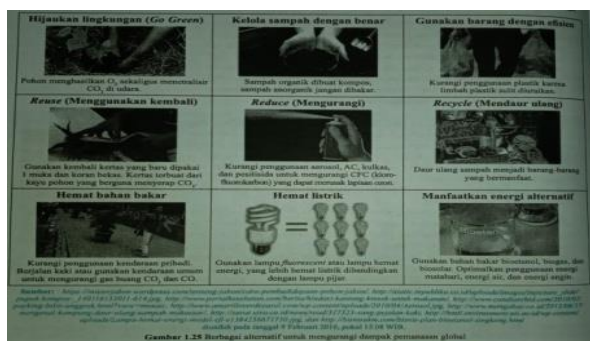 Hijaukan lingkungan (Go Green)
Pohon menghasilkan O₂ sekaligus menetralisir
CO₂ di udara.
Kelola sampah dengan benar
Sampah organik dibuat kompos,
sampah anorganik jangan dibakar.
Gunakan barang dengan efisien
Kurangi penggunaan plastik karena
limbah plastik sulit diuraikan.
Reuse (Menggunakan kembali)
Gunakan kembali kertas yang baru dipakai
1 muka dan koran bekas. Kertas terbuat dari
kayu pohon yang berguna menyerap CO₂.
Reduce (Mengurangi)
Kurangi penggunaan aerosol, AC, kulkas,
dan pestisida untuk mengurangi CFC (kloro-
fluorokarbon) yang dapat merusak lapisan ozon.
Recycle (Mendaur ulang)
Daur ulang sampah menjadi barang-barang
yang bermanfaat.
Hemat bahan bakar
Kurangi penggunaan kendaraan pribadi.
Berjalan kaki atau gunakan kendaraan umum
untuk mengurangi gas buang CO₂ dan CO.
Hemat listrik
Gunakan lampu fluorescent atau lampu hemat
energi, yang lebih hemat listrik dibandingkan
dengan lampu pijar.
Manfaatkan energi alternatif
Gunakan bahan bakar bioetanol, biogas, dan
biosolar. Optimalkan penggunaan energi
matahari, energi air, dan energi angin.
Sumber:
diunduh pada tanggal 9 Februari 2016, pukul 13.08 WIB.
Gambar 1.25 Berbagai alternatif untuk mengurangi dampak pemanasan global